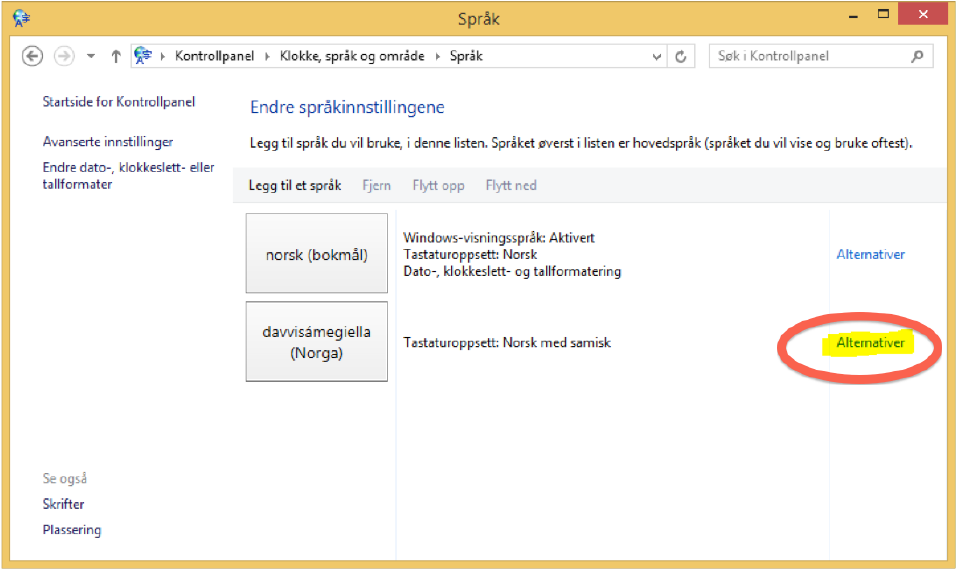 Språk
Kontrollpanel
Klokke, språk og område
Språk
Søk i Kontrollpanel
Startside for Kontrollpanel
Avanserte innstillinger
Endre dato-, klokkeslett- eller
tallformater
Endre språkinnstillingene
Legg til språk du vil bruke, i denne listen. Språket øverst i listen er hovedspråk (språket du vil vise og bruke oftest).
Legg til et språk Fjern Flytt opp Flytt ned
norsk (bokmål)
Windows-visningsspråk: Aktivert
Tastaturoppsett: Norsk
Dato-, klokkeslett- og tallformatering
Alternativer
davvisámegiella
(Norga)
Tastaturoppsett: Norsk med samisk
Alternativer
Se også
Skrifter
Plassering